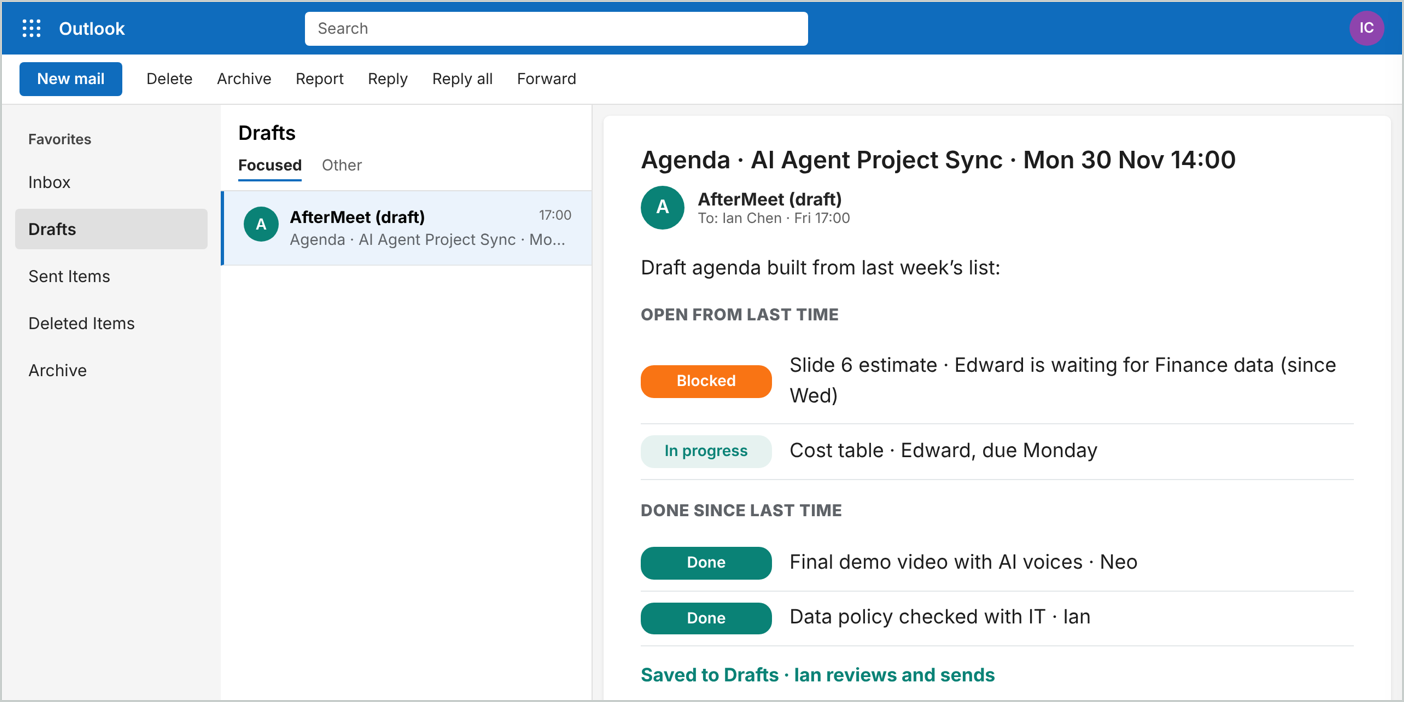 Outlook
Search
IC
New mail
Delete
Archive
Report
Reply
Reply all
Forward
Favorites
Inbox
Drafts
Sent Items
Deleted Items
Archive
Drafts
Focused
Other
A
AfterMeet (draft)
17:00
Agenda · AI Agent Project Sync · Mo...
Agenda · AI Agent Project Sync · Mon 30 Nov 14:00
A
AfterMeet (draft)
To: Ian Chen · Fri 17:00
Draft agenda built from last week’s list:
OPEN FROM LAST TIME
Blocked
Slide 6 estimate · Edward is waiting for Finance data (since
Wed)
In progress
Cost table · Edward, due Monday
DONE SINCE LAST TIME
Done
Final demo video with AI voices · Neo
Done
Data policy checked with IT · Ian
Saved to Drafts · Ian reviews and sends